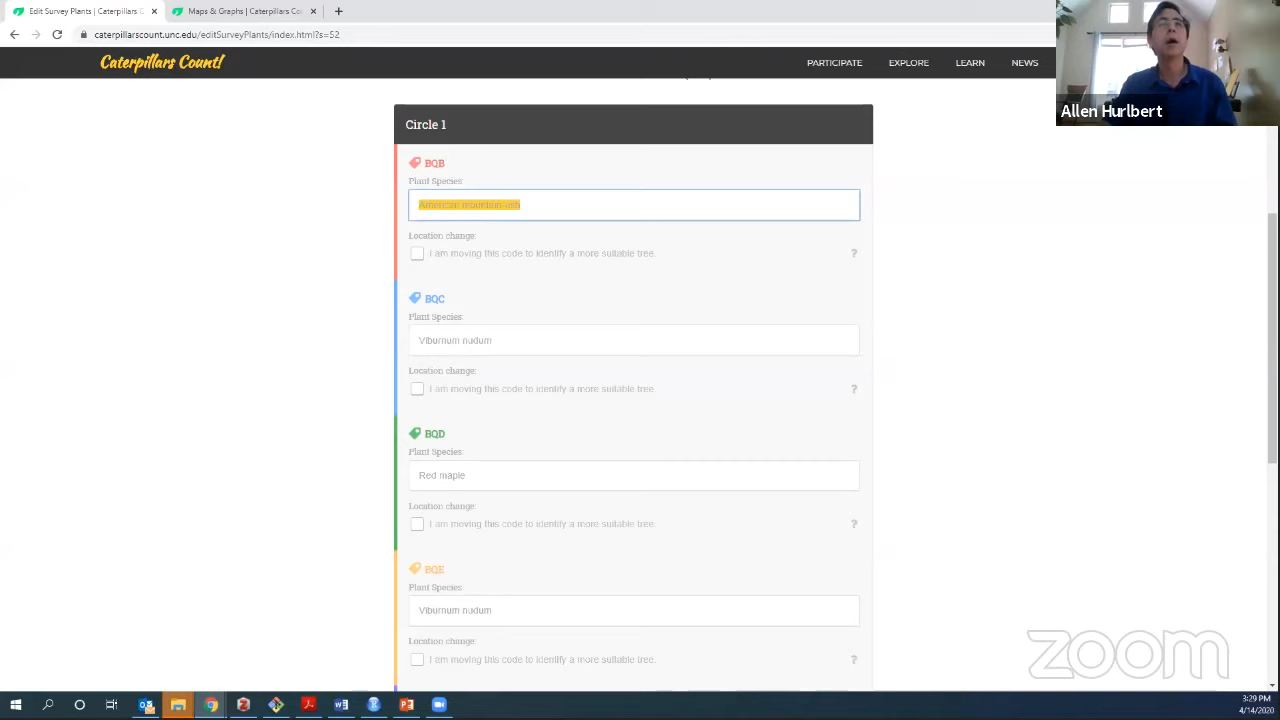 Edit Survey Plants | Caterpillars C
Maps & Graphs | Caterpillars Co
caterpillarscount.unc.edu/editSurveyPlants/index.html?s=52
Caterpillars Count!
PARTICIPATE
EXPLORE
LEARN
NEWS
Allen Hurlbert
Circle 1
BQB
Plant Species:
American mountain-ash
Location change:
I am moving this code to identify a more suitable tree.
?
BQC
Plant Species:
Viburnum nudum
Location change:
I am moving this code to identify a more suitable tree.
?
BQD
Plant Species:
Red maple
Location change:
I am moving this code to identify a more suitable tree.
?
BQE
Plant Species:
Viburnum nudum
Location change:
I am moving this code to identify a more suitable tree.
?
zoom
3:29 PM
4/14/2020